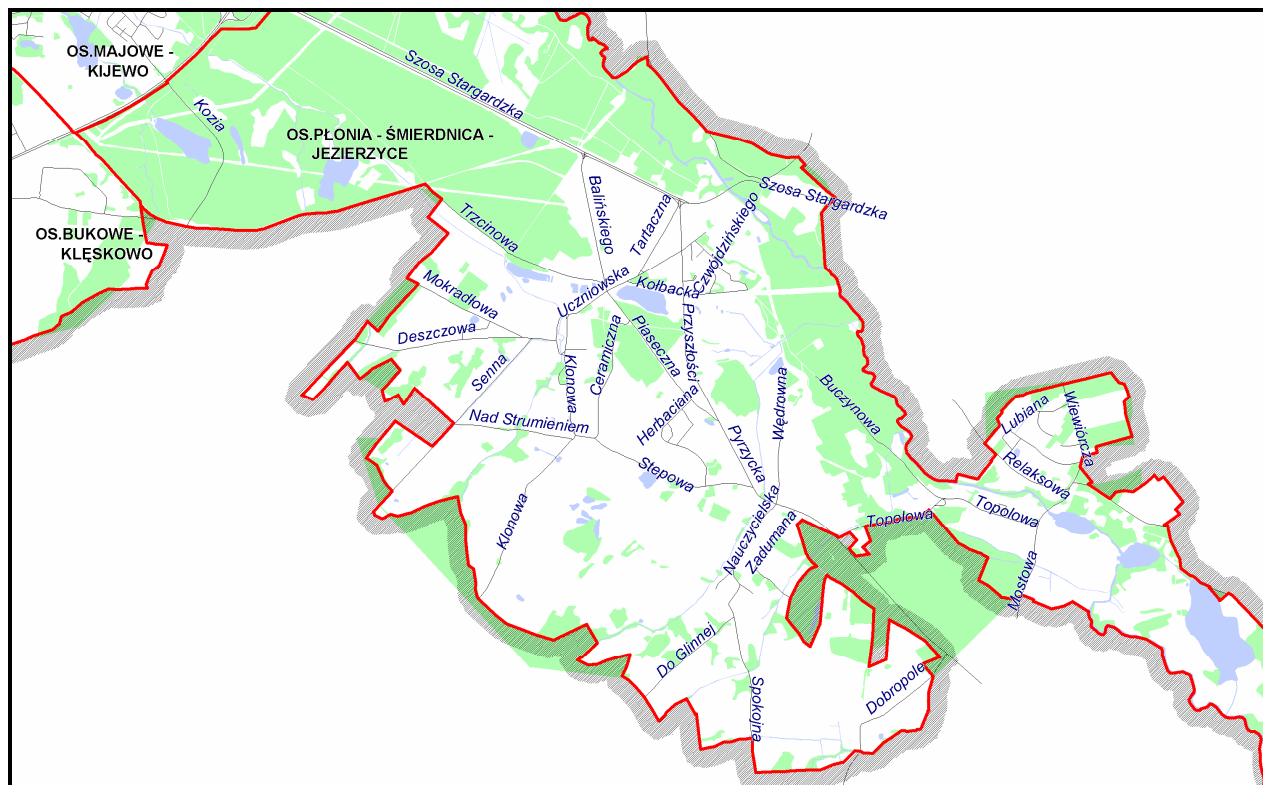 OS.MAJOWE -
KIJEWO
Szosa Stargardzka
Kozia
OS.PŁONIA - ŚMIERDNICA -
JEZIERZYCE
Szosa Stargardzka
Balińskiego
Tartaczna
Czwójdzińskiego
Trzcinowa
OS.BUKOWE -
KLĘSKOWO
Uczniowska
Kołbacka
Mokradłowa
Deszczowa
Senna
Klonowa
Ceramiczna
Piaseczna
Przyszłości
Herbaciana
Wędrowna
Buczynowa
Lubiana
Wiewiórcza
Nad Strumieniem
Stepowa
Pyrzycka
Relaksowa
Klonowa
Nauczycielska
Zadumana
Topolowa
Topolowa
Mostowa
Do Glinnej
Spokojna
Dobropole